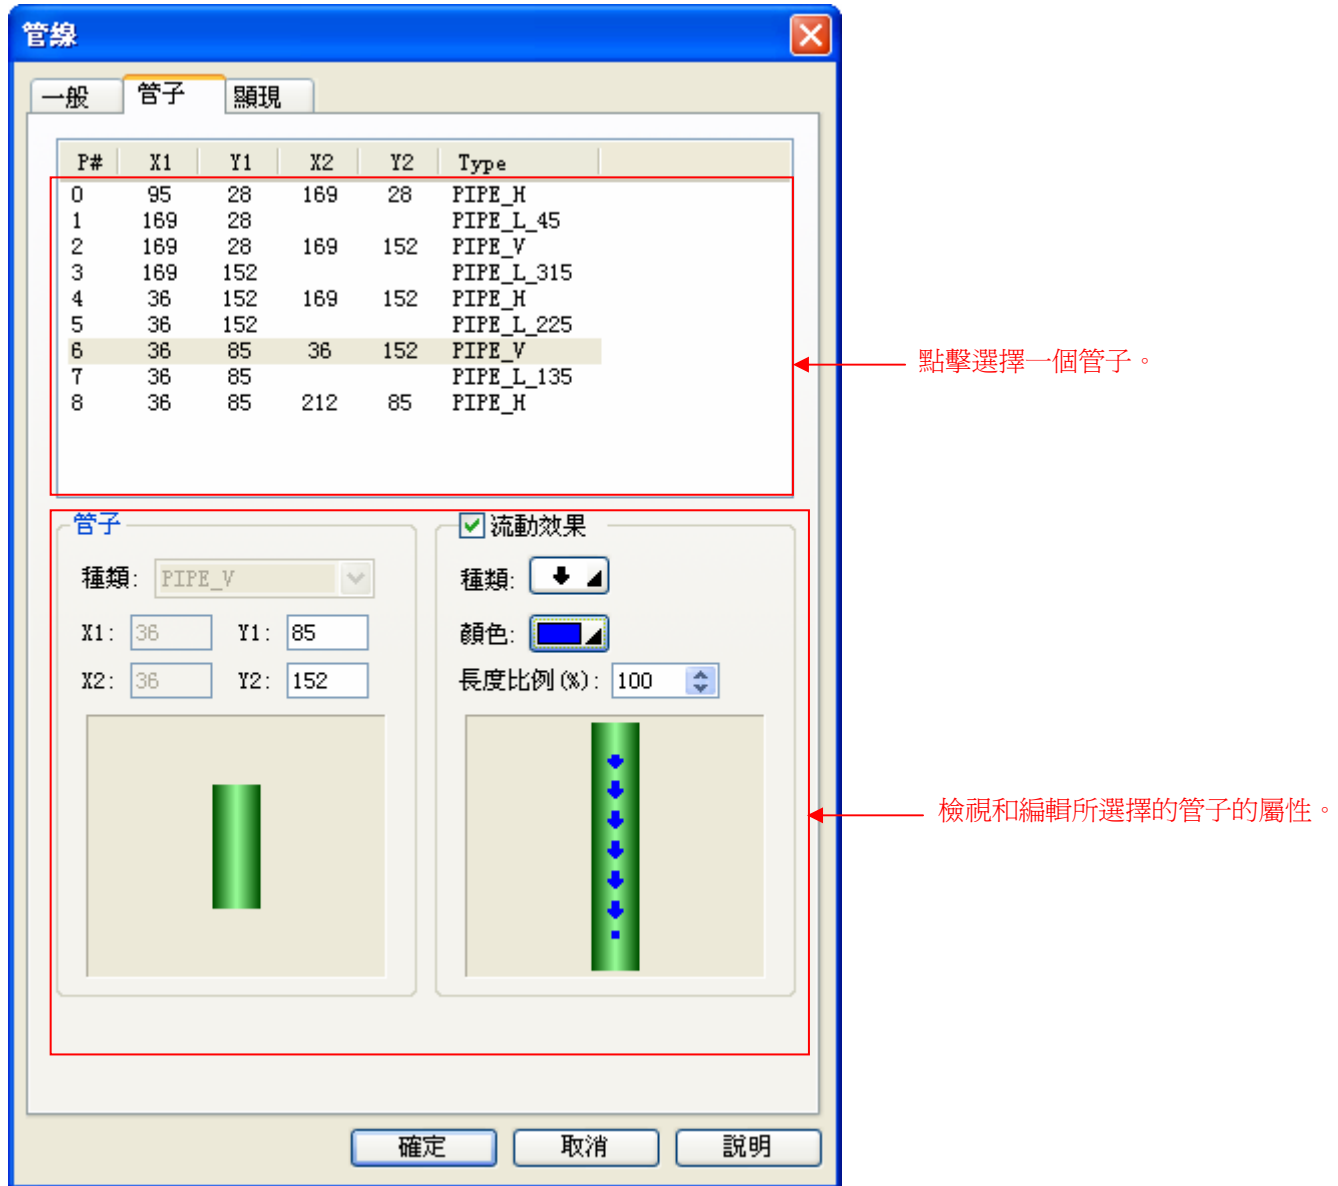 管線
一般 管子 顯現
P# X1 Y1 X2 Y2 Type
0 95 28 169 28 PIPE_H
1 169 28 PIPE_L_45
2 169 28 169 152 PIPE_V
3 169 152 PIPE_L_315
4 36 152 169 152 PIPE_H
5 36 152 PIPE_L_225
6 36 85 36 152 PIPE_V
7 36 85 PIPE_L_135
8 36 85 212 85 PIPE_H
點擊選擇一個管子。
管子
種類: PIPE_V
X1: 36 Y1: 85
X2: 36 Y2: 152
流動效果
種類:
顏色:
長度比例(%): 100
檢視和編輯所選擇的管子的屬性。
確定 取消 說明